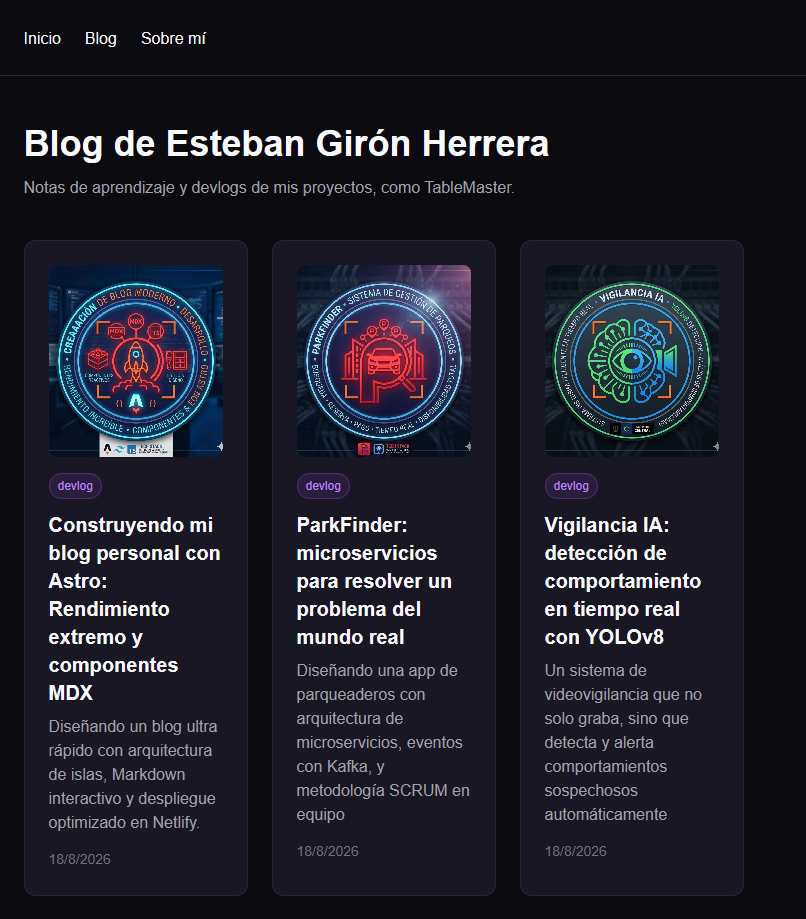 Inicio Blog Sobre mí
Blog de Esteban Girón Herrera
Notas de aprendizaje y devlogs de mis proyectos, como TableMaster.
CREAAACIÓN DE BLOG MODERNO • DESARROLLO
RENDIMIENTO INCREIBLE • COMPONENTES &
MDX
MDX
TS
devlog
Construyendo mi
blog personal con
Astro:
Rendimiento
extremo y
componentes
MDX
Diseñando un blog ultra
rápido con arquitectura
de islas, Markdown
interactivo y despliegue
optimizado en Netlify.
18/8/2026
PARKFINDER • SISTEMA DE GESTIÓN DE PARQUEOS
TIEMPO REAL
P P P
devlog
ParkFinder:
microservicios
para resolver un
problema del
mundo real
Diseñando una app de
parqueaderos con
arquitectura de
microservicios, eventos
con Kafka, y
metodología SCRUM en
equipo
18/8/2026
VIGILANCIA IA
devlog
Vigilancia IA:
detección de
comportamiento
en tiempo real
con YOLOv8
Un sistema de
videovigilancia que no
solo graba, sino que
detecta y alerta
comportamientos
sospechosos
automáticamente
18/8/2026